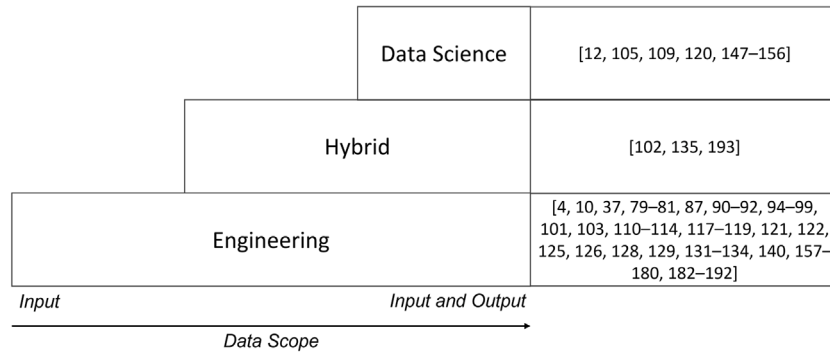 Data Science
[12, 105, 109, 120, 147–156]
Hybrid
[102, 135, 193]
Engineering
[4, 10, 37, 79–81, 87, 90–92, 94–99,
101, 103, 110–114, 117–119, 121, 122,
125, 126, 128, 129, 131–134, 140, 157–
180, 182–192]
Input
Input and Output
Data Scope